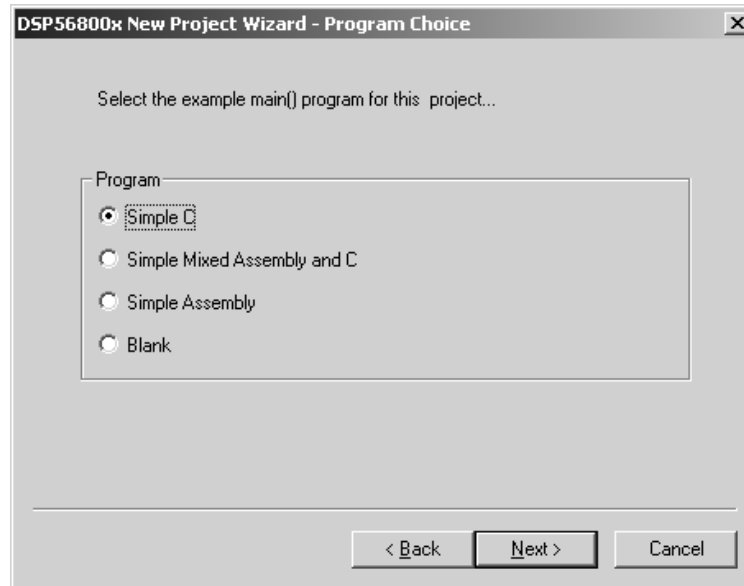 DSP56800x New Project Wizard - Program Choice
Select the example main() program for this project...
Program
Simple C
Simple Mixed Assembly and C
Simple Assembly
Blank
< Back Next > Cancel